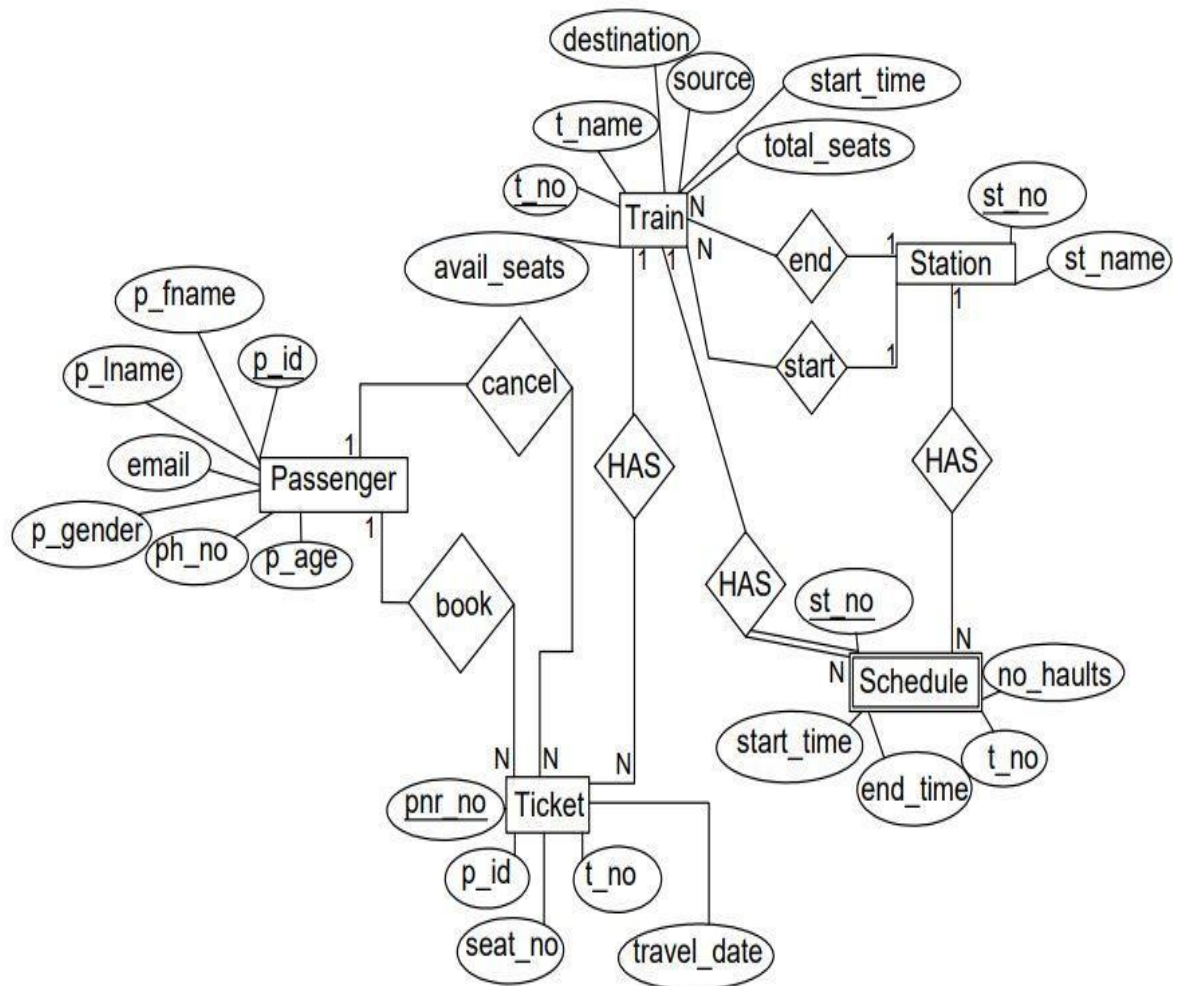 destination
source
start_time
t_name
total_seats
t_no
N
Train
N
1
1
avail_seats
end
1
st_no
Station
st_name
1
start
1
p_fname
p_lname
p_id
cancel
email
1
Passenger
1
p_gender
ph_no
p_age
HAS
HAS
book
HAS
st_no
N
N
Schedule
no_haults
start_time
end_time
t_no
N
N
N
pnr_no
Ticket
p_id
t_no
seat_no
travel_date